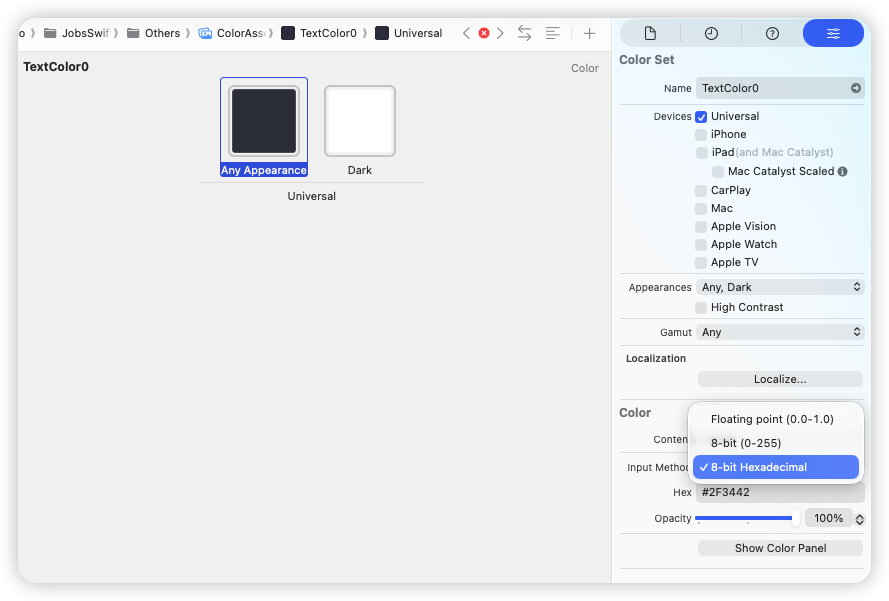 o › JobsSwif › Others › ColorAss › TextColor0 › Universal
TextColor0
Color
Any Appearance
Dark
Universal
Color Set
Name TextColor0
Devices Universal
iPhone
iPad (and Mac Catalyst)
Mac Catalyst Scaled
CarPlay
Mac
Apple Vision
Apple Watch
Apple TV
Appearances Any, Dark
High Contrast
Gamut Any
Localization
Localize...
Color
Floating point (0.0-1.0)
Conten
8-bit (0-255)
Input Method
8-bit Hexadecimal
Hex #2F3442
Opacity 100%
Show Color Panel